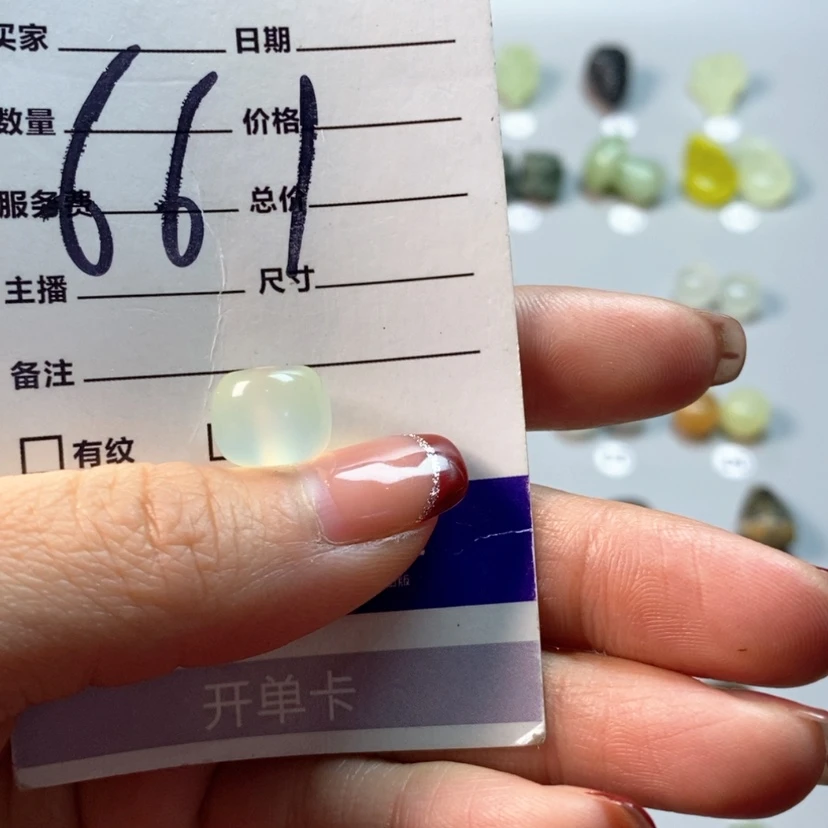 买家 日期
数量 价格
661
服务费 总价
主播 尺寸
备注
有纹
开单卡